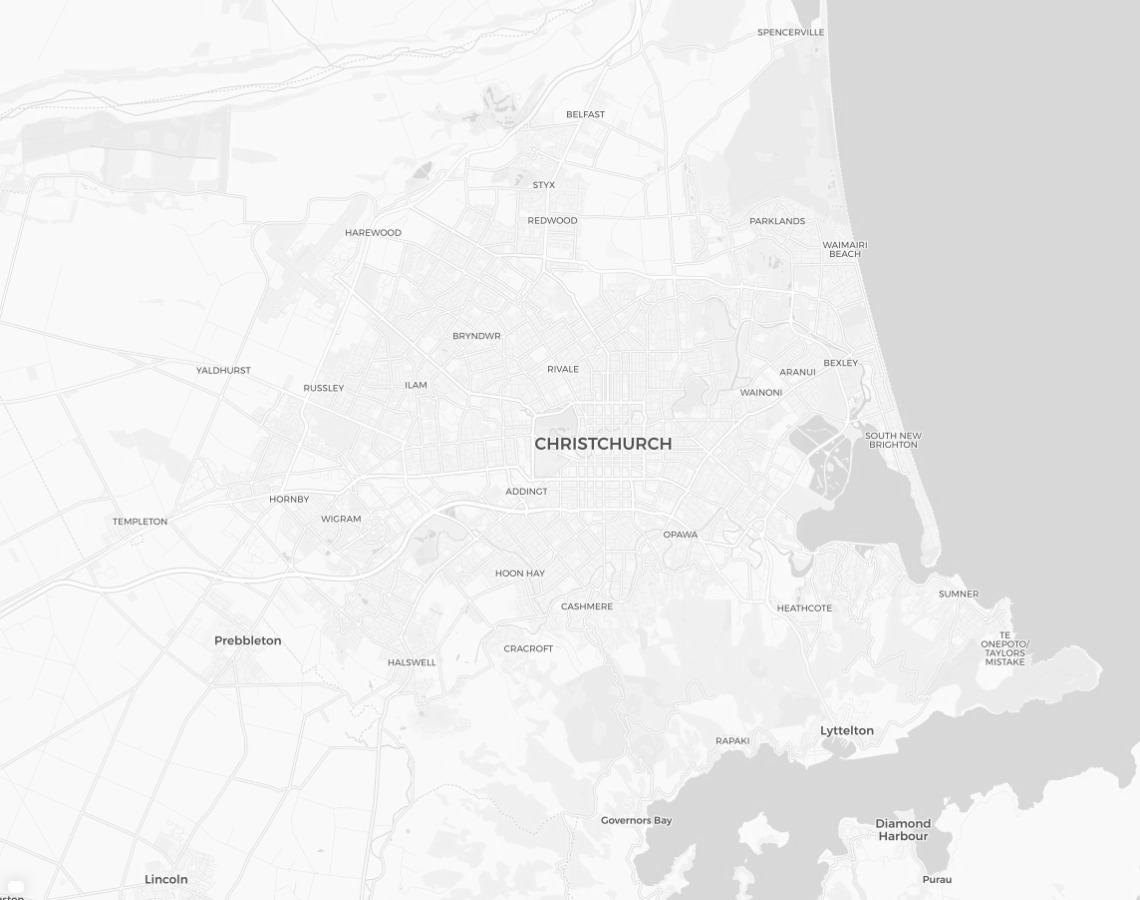 SPENCERVILLE
BELFAST
STYX
REDWOOD
PARKLANDS
HAREWOOD
WAIMAIRI
BEACH
BRYNDWR
RIVALE
YALDHURST
BEXLEY
ARANUI
RUSSLEY
ILAM
WAINONI
CHRISTCHURCH
SOUTH NEW
BRIGHTON
ADDINGT
HORNBY
TEMPLETON
WIGRAM
OPAWA
HOON HAY
SUMNER
CASHMERE
HEATHCOTE
Prebbleton
TE
ONEPOTO/
TAYLORS
MISTAKE
CRACROFT
HALSWELL
Lyttelton
RAPAKI
Governors Bay
Diamond
Harbour
Lincoln
Purau